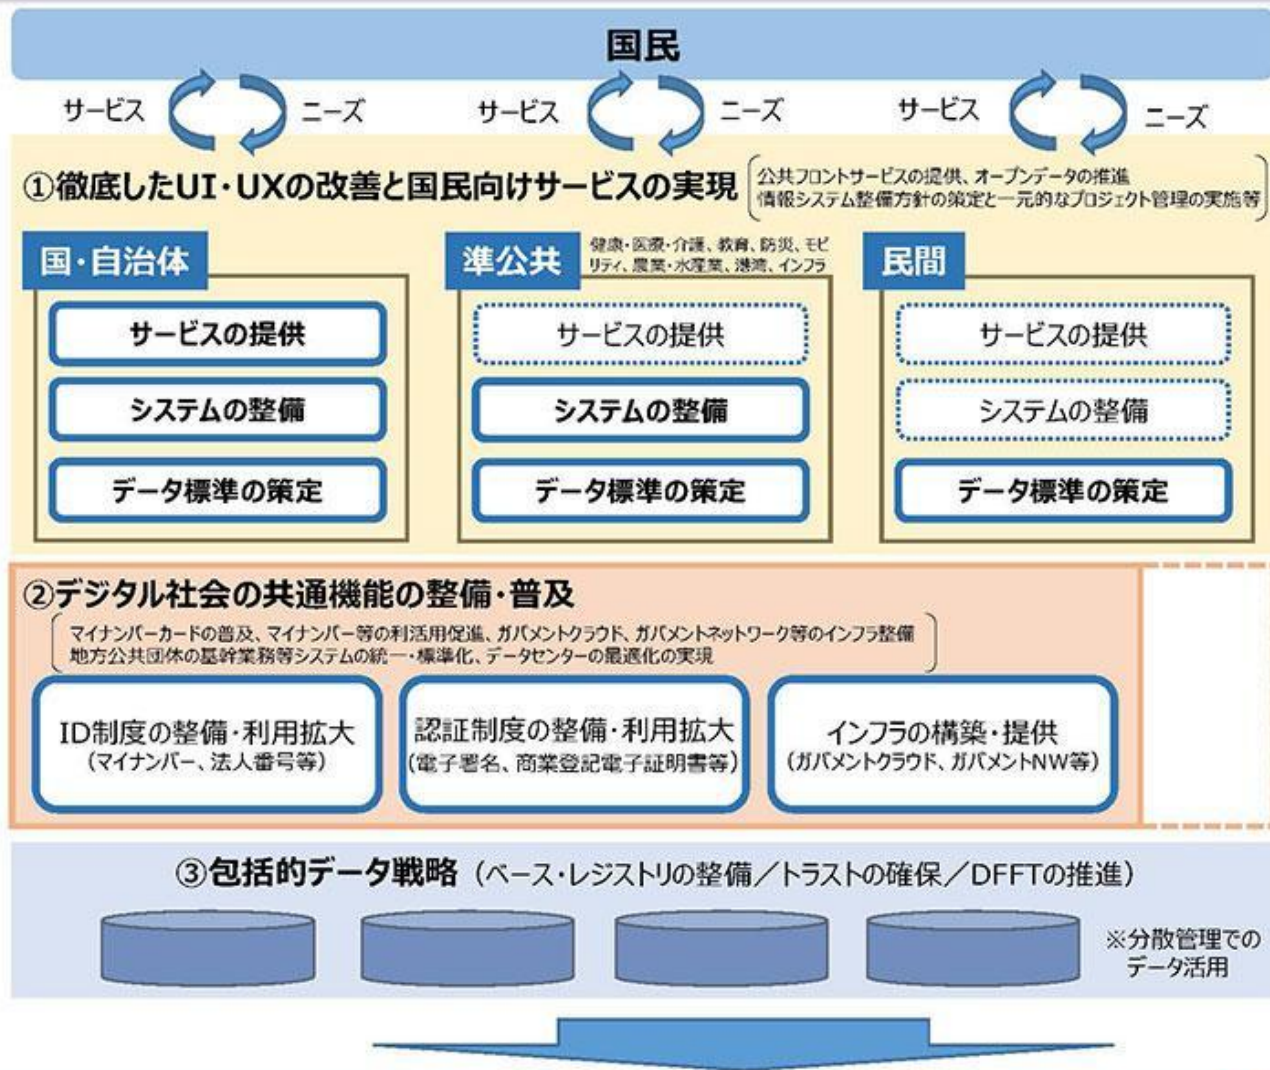 国民
サービス
ニーズ
サービス
ニーズ
サービス
ニーズ
①徹底したUI・UXの改善と国民向けサービスの実現
公共フロントサービスの提供、オープンデータの推進
情報システム整備方針の策定と一元的なプロジェクト管理の実施等
国・自治体
サービスの提供
システムの整備
データ標準の策定
準公共
健康・医療・介護、教育、防災、モビ
リティ、農業・水産業、港湾、インフラ
サービスの提供
システムの整備
データ標準の策定
民間
サービスの提供
システムの整備
データ標準の策定
②デジタル社会の共通機能の整備・普及
マイナンバーカードの普及、マイナンバー等の利活用促進、ガバメントクラウド、ガバメントネットワーク等のインフラ整備
地方公共団体の基幹業務等システムの統一・標準化、データセンターの最適化の実現
ID制度の整備・利用拡大
(マイナンバー、法人番号等)
認証制度の整備・利用拡大
(電子署名、商業登記電子証明書等)
インフラの構築・提供
(ガバメントクラウド、ガバメントNW等)
③包括的データ戦略（ベース・レジストリの整備／トラストの確保／DFFTの推進）
※分散管理での
データ活用